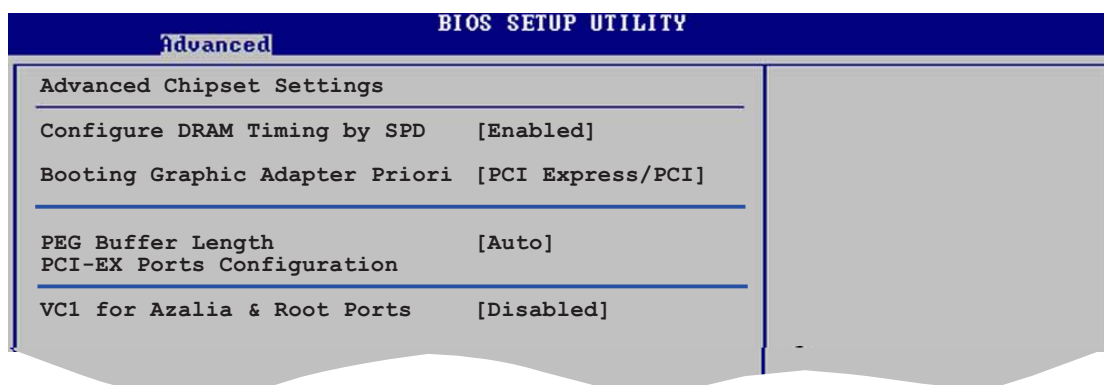 BIOS SETUP UTILITY
Advanced
Advanced Chipset Settings
Configure DRAM Timing by SPD [Enabled]
Booting Graphic Adapter Priori [PCI Express/PCI]
PEG Buffer Length [Auto]
PCI-EX Ports Configuration
VC1 for Azalia & Root Ports [Disabled]